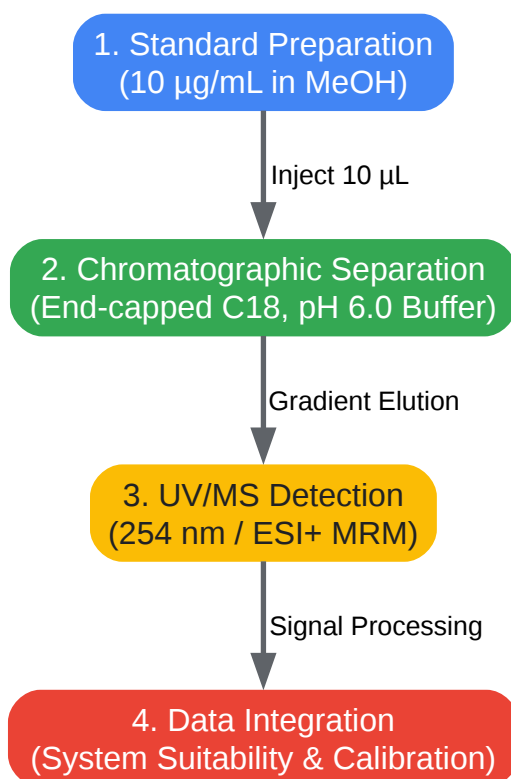 1. Standard Preparation
(10 µg/mL in MeOH)
Inject 10 µL
2. Chromatographic Separation
(End-capped C18, pH 6.0 Buffer)
Gradient Elution
3. UV/MS Detection
(254 nm / ESI+ MRM)
Signal Processing
4. Data Integration
(System Suitability & Calibration)